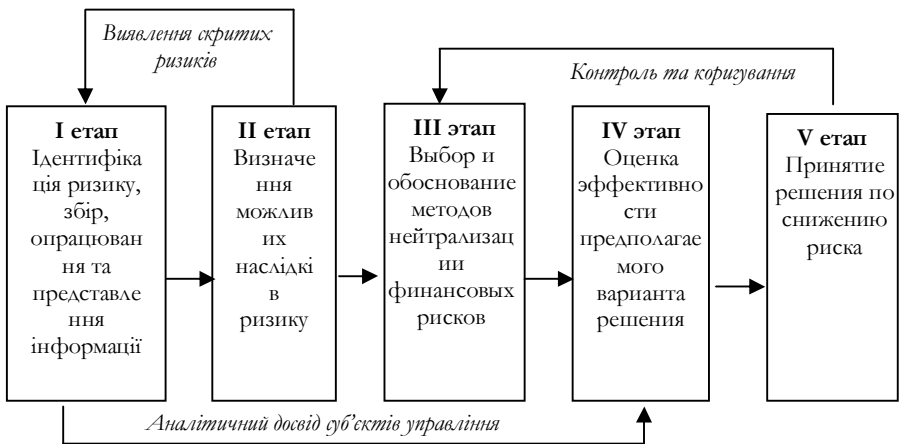 Виявлення скритих
ризиків
Контроль та коригування
І етап
Ідентифіка
ція ризику,
збір,
опрацюван
ня та
представле
ння
інформації
ІІ етап
Визначе
ння
можлив
их
наслідкі
в
ризику
ІІІ этап
Выбор и
обоснование
методов
нейтрализац
ии
финансовых
рисков
IV этап
Оценка
эффективно
сти
предполагае
мого
варианта
решения
V етап
Принятие
решения по
снижению
риска
Аналітичний досвід суб’єктів управління